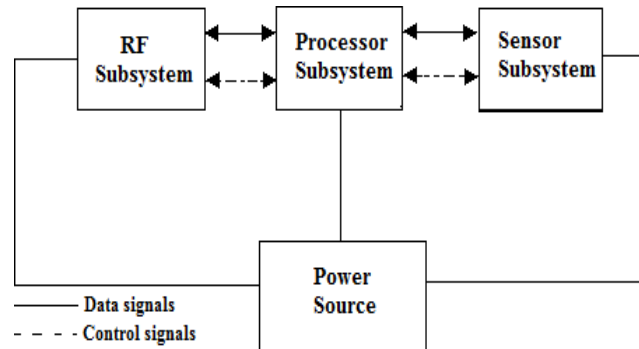 RF
Subsystem
Processor
Subsystem
Sensor
Subsystem
Power
Source
Data signals
Control signals